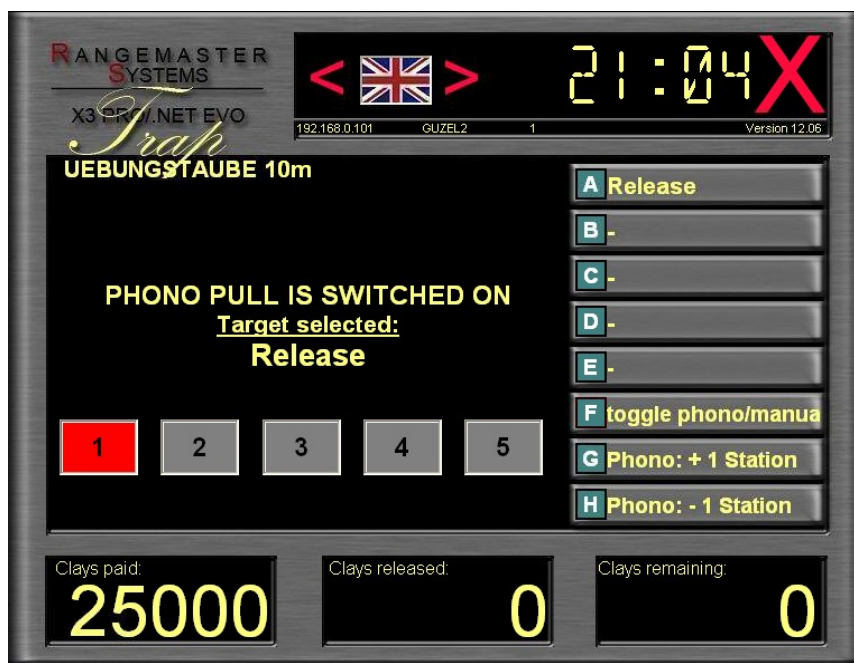 RANGEMASTER
SYSTEMS
X3 PRO/.NET EVO
Trap
< >
21:04
X
192.168.0.101 GUZEL2 1 Version 12.06
UEBUNGSTAUBE 10m
PHONO PULL IS SWITCHED ON
Target selected:
Release
1 2 3 4 5
A Release
B -
C -
D -
E -
F toggle phono/manua
G Phono: + 1 Station
H Phono: - 1 Station
Clays paid:
25000
Clays released:
0
Clays remaining:
0